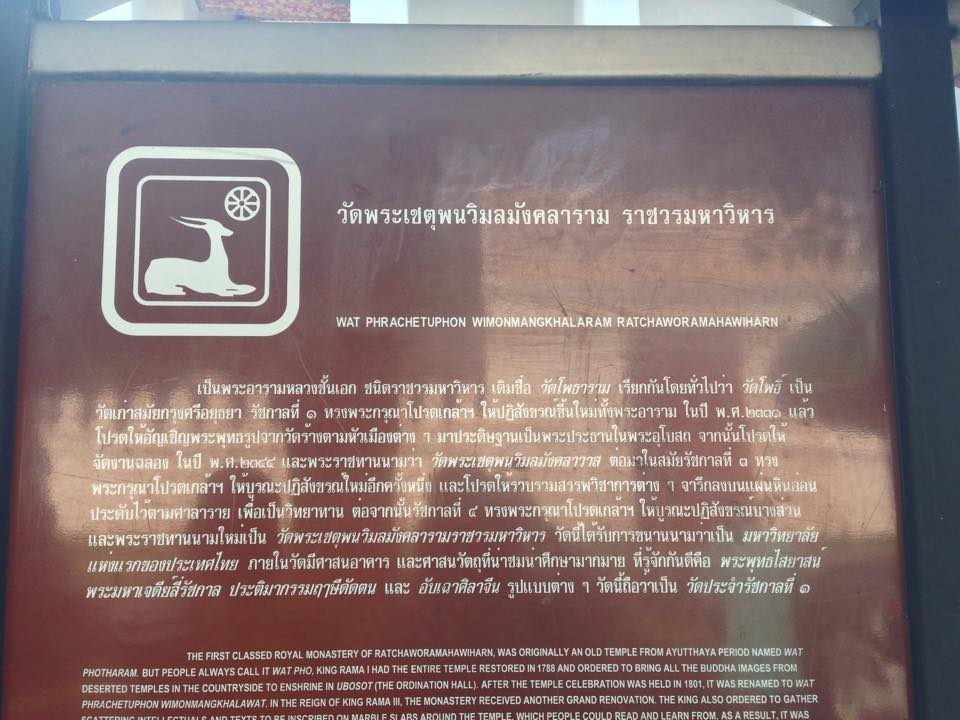 วัดพระเชตุพนวิมลมังคลาราม ราชวรมหาวิหาร
WAT PHRACHETUPHON WIMONMANGKHALARAM RATCHAWORAMAHAWIHARN
เป็นพระอารามหลวงชั้นเอก ชนิดราชวรมหาวิหาร เดิมชื่อ วัดโพธาราม เรียกกันโดยทั่วไปว่า วัดโพธิ์ เป็น
วัดเก่าสมัยกรุงศรีอยุธยา รัชกาลที่ ๑ ทรงพระกรุณาโปรดเกล้าฯ ให้ปฏิสังขรณ์ขึ้นใหม่ทั้งพระอาราม ในปี พ.ศ.๒๓๓๑ แล้ว
โปรดให้อัญเชิญพระพุทธรูปจากวัดร้างตามหัวเมืองต่าง ๆ มาประดิษฐานเป็นพระประธานในพระอุโบสถ จากนั้นโปรดให้
จัดงานฉลอง ในปี พ.ศ.๒๓๔๔ และพระราชทานนามว่า วัดพระเชตุพนวิมลมังคลาวาส ต่อมาในสมัยรัชกาลที่ ๓ ทรง
พระกรุณาโปรดเกล้าฯ ให้บูรณะปฏิสังขรณ์ใหม่อีกครั้งหนึ่ง และโปรดให้รวบรวมสรรพวิชาการต่าง ๆ จารึกลงบนแผ่นหินอ่อน
ประดับไว้ตามศาลาราย เพื่อเป็นวิทยาทาน ต่อจากนั้นรัชกาลที่ ๔ ทรงพระกรุณาโปรดเกล้าฯ ให้บูรณะปฏิสังขรณ์บางส่วน
และพระราชทานนามใหม่เป็น วัดพระเชตุพนวิมลมังคลารามราชวรมหาวิหาร วัดนี้ได้รับการขนานนามว่าเป็น มหาวิทยาลัย
แห่งแรกของประเทศไทย ภายในวัดมีศาสนอาคาร และศาสนวัตถุที่น่าชมน่าศึกษามากมาย ที่รู้จักกันดีคือ พระพุทธไสยาสน์
พระมหาเจดีย์สี่รัชกาล ประติมากรรมฤๅษีดัดตน และ อับเฉาศิลาจีน รูปแบบต่าง ๆ วัดนี้ถือว่าเป็น วัดประจำรัชกาลที่ ๑
THE FIRST CLASSED ROYAL MONASTERY OF RATCHAWORAMAHAWIHARN, WAS ORIGINALLY AN OLD TEMPLE FROM AYUTTHAYA PERIOD NAMED WAT
PHOTHARAM. BUT PEOPLE ALWAYS CALL IT WAT PHO, KING RAMA I HAD THE ENTIRE TEMPLE RESTORED IN 1788 AND ORDERED TO BRING ALL THE BUDDHA IMAGES FROM
DESERTED TEMPLES IN THE COUNTRYSIDE TO ENSHRINE IN UBOSOT (THE ORDINATION HALL). AFTER THE TEMPLE CELEBRATION WAS HELD IN 1801, IT WAS RENAMED TO WAT
PHRACHETUPHON WIMONMANGKHALAWAT. IN THE REIGN OF KING RAMA III, THE MONASTERY RECEIVED ANOTHER GRAND RENOVATION. THE KING ALSO ORDERED TO GATHER
SCATTERING INTELLECTUALS AND TEXTS TO BE INSCRIBED ON MARBLE SLABS AROUND THE TEMPLE, WHICH PEOPLE COULD READ AND LEARN FROM. AS A RESULT, IT WAS